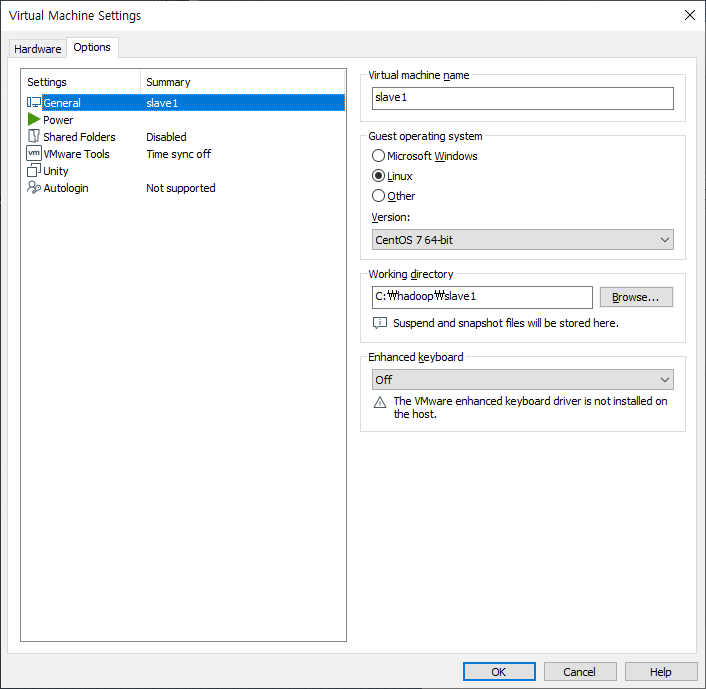 Virtual Machine Settings
Hardware Options
Settings Summary
General slave1
Power
Shared Folders Disabled
vm VMware Tools Time sync off
Unity
Autologin Not supported
Virtual machine name
slave1
Guest operating system
Microsoft Windows
Linux
Other
Version:
CentOS 7 64-bit
Working directory
C:₩hadoop₩slave1 Browse...
Suspend and snapshot files will be stored here.
Enhanced keyboard
Off
The VMware enhanced keyboard driver is not installed on
the host.
OK Cancel Help